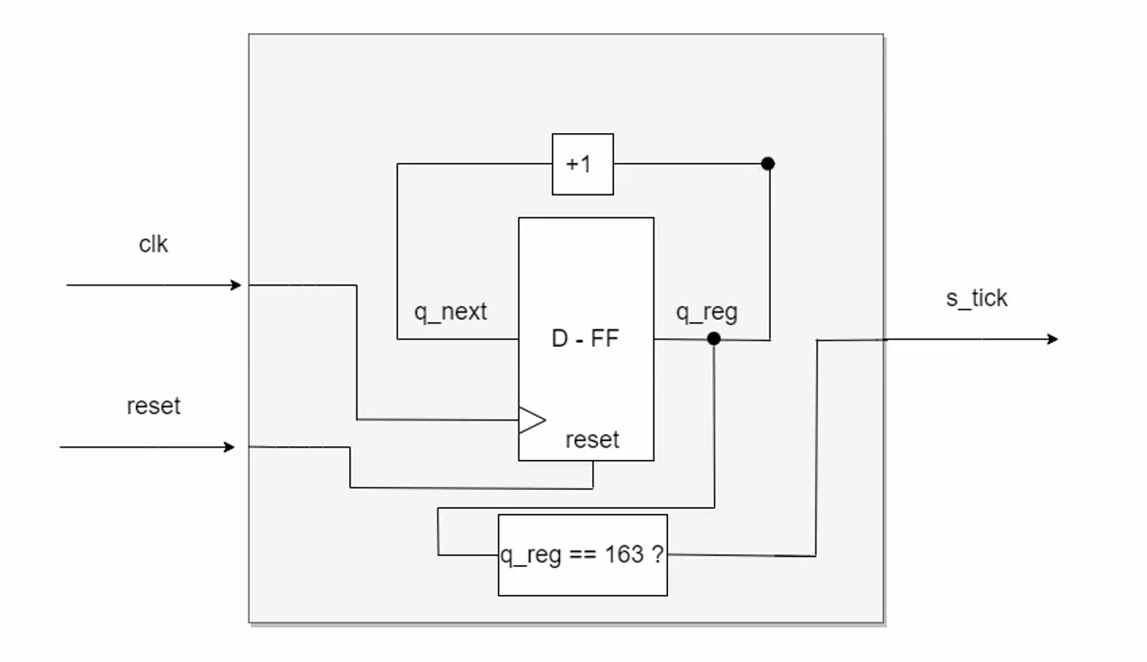 +1
clk
q_next
q_reg
s_tick
D - FF
reset
reset
q_reg == 163 ?